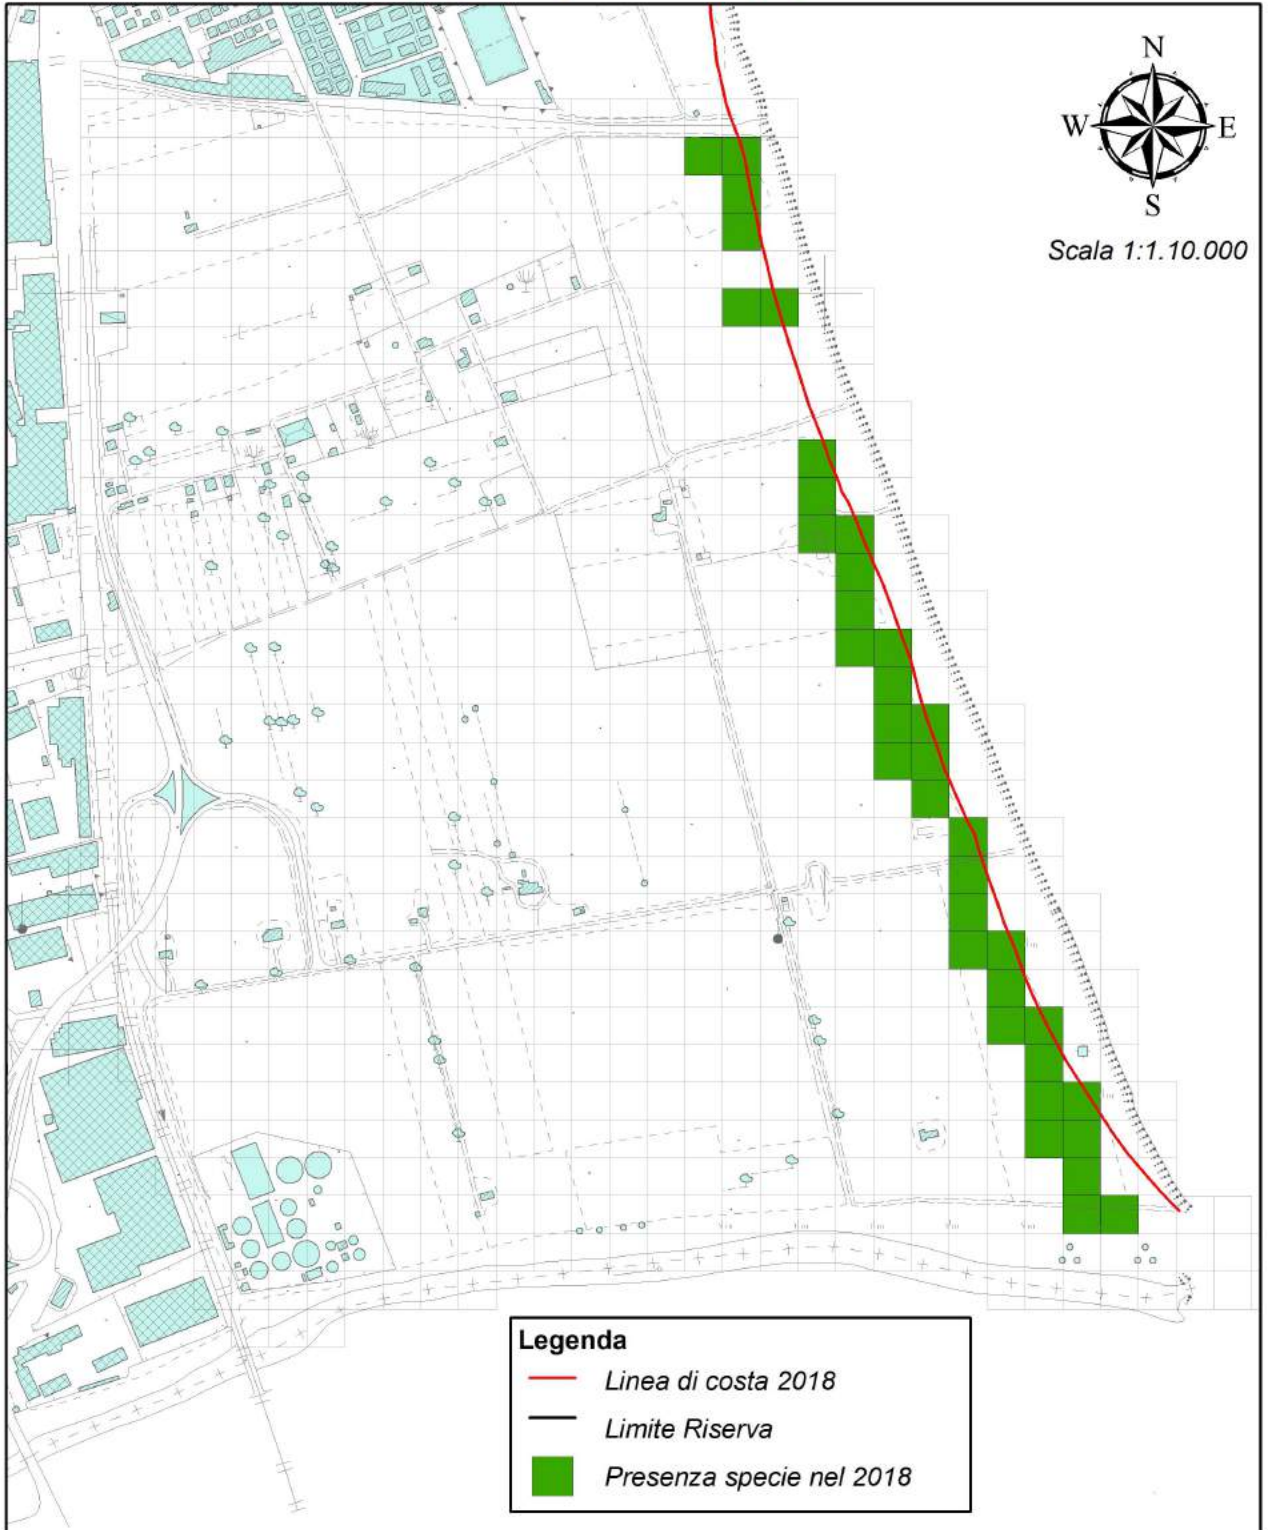 N
W E
S
Scala 1:1.10.000
Legenda
Linea di costa 2018
Limite Riserva
Presenza specie nel 2018